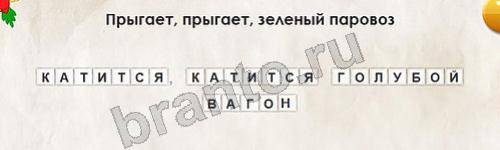 Прыгает, прыгает, зеленый паровоз
КАТИТСЯ, КАТИТСЯ ГОЛУБОЙ
ВАГОН
branto.ru